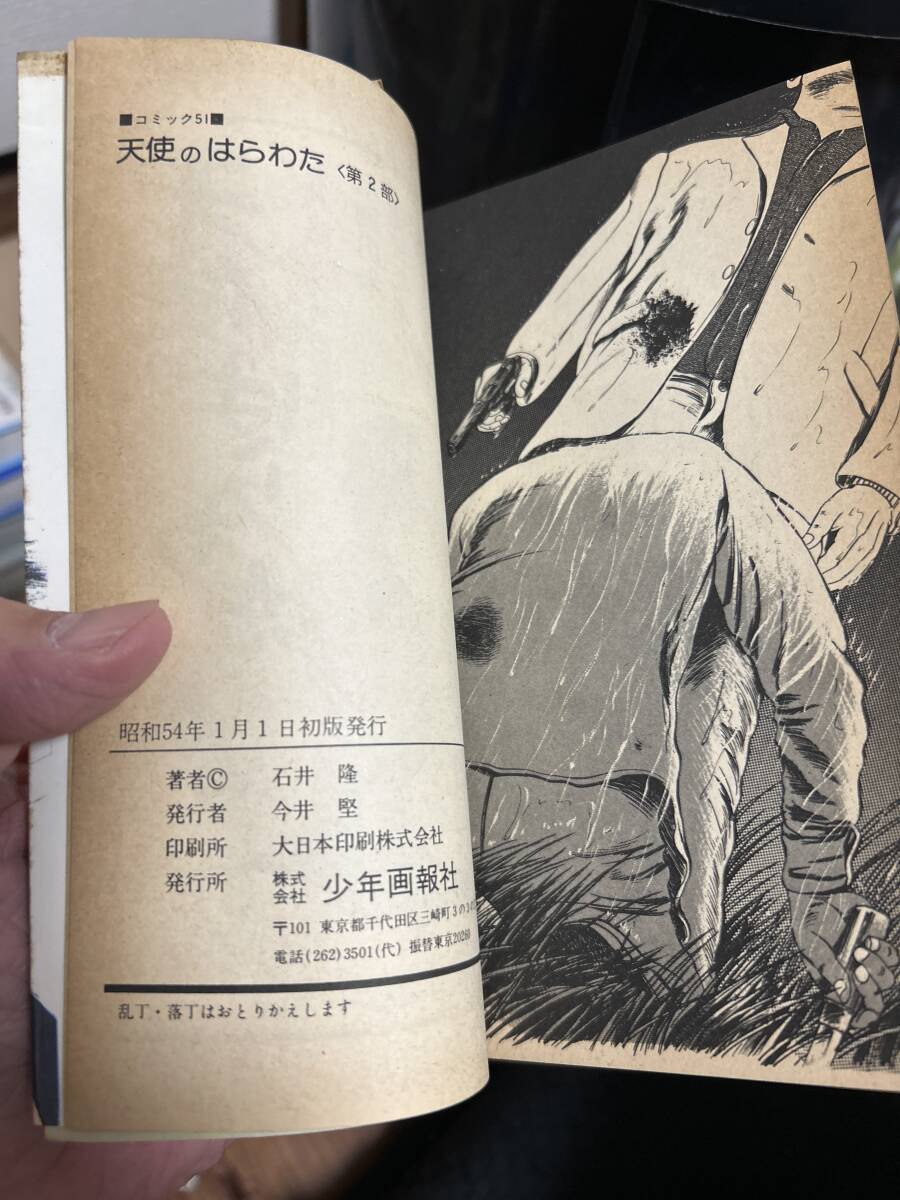 ■コミック51■
天使のはらわた〈第2部〉
昭和54年1月1日初版発行
著者© 石井 隆
発行者 今井 堅
印刷所 大日本印刷株式会社
発行所 株式会社 少年画報社
〒101 東京都千代田区三崎町3の
電話(262)3501(代) 振替東京20260
乱丁・落丁はおとりかえします